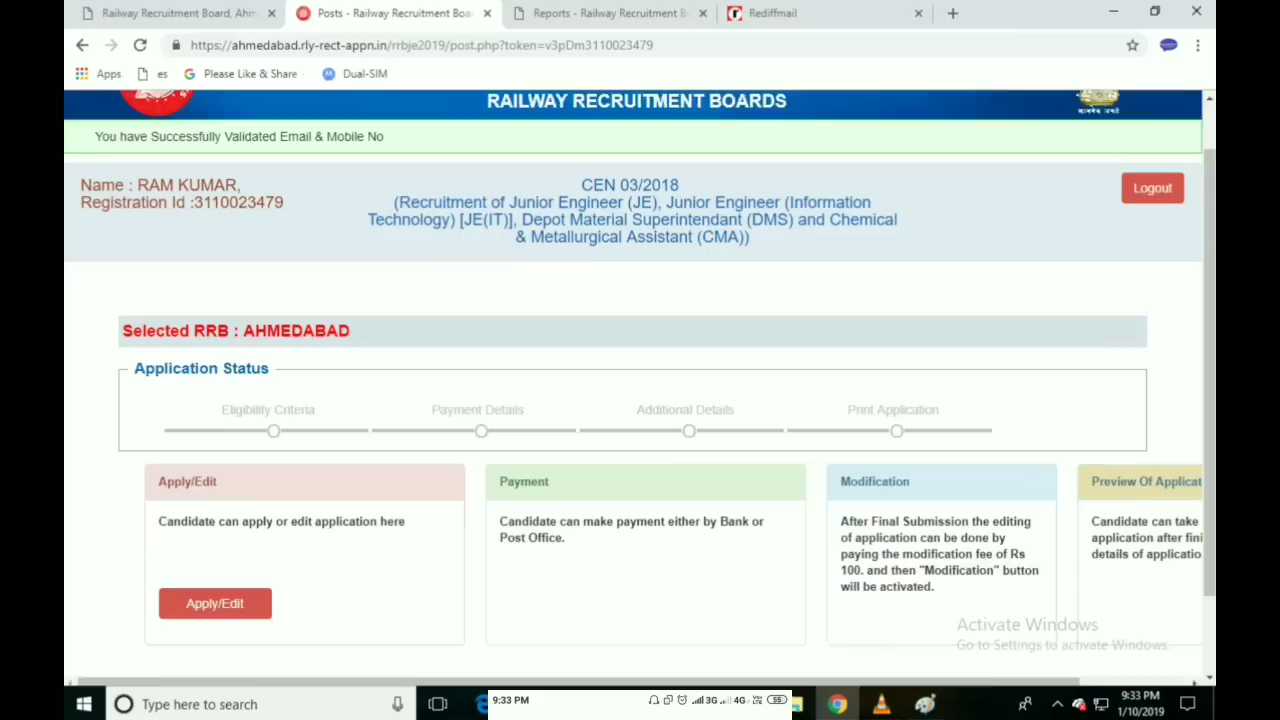 Railway Recruitment Board, Ahm
Posts - Railway Recruitment Boa
Reports - Railway Recruitment B
Rediffmail
https://ahmedabad.rly-rect-appn.in/rrbje2019/post.php?token=v3pDm3110023479
Apps
es
Please Like & Share
Dual-SIM
RAILWAY RECRUITMENT BOARDS
You have Successfully Validated Email & Mobile No
Name : RAM KUMAR,
Registration Id :3110023479
CEN 03/2018
(Recruitment of Junior Engineer (JE), Junior Engineer (Information
Technology) [JE(IT)], Depot Material Superintendant (DMS) and Chemical
& Metallurgical Assistant (CMA))
Logout
Selected RRB : AHMEDABAD
Application Status
Eligibility Criteria
Payment Details
Additional Details
Print Application
Apply/Edit
Candidate can apply or edit application here
Apply/Edit
Payment
Candidate can make payment either by Bank or
Post Office.
Modification
After Final Submission the editing
of application can be done by
paying the modification fee of Rs
100. and then "Modification" button
will be activated.
Preview Of Applicat
Candidate can take
application after fini
details of applicatio
Activate Windows
Go to Settings to activate Windows.
Type here to search
9:33 PM
3G
4G
55
9:33 PM
1/10/2019